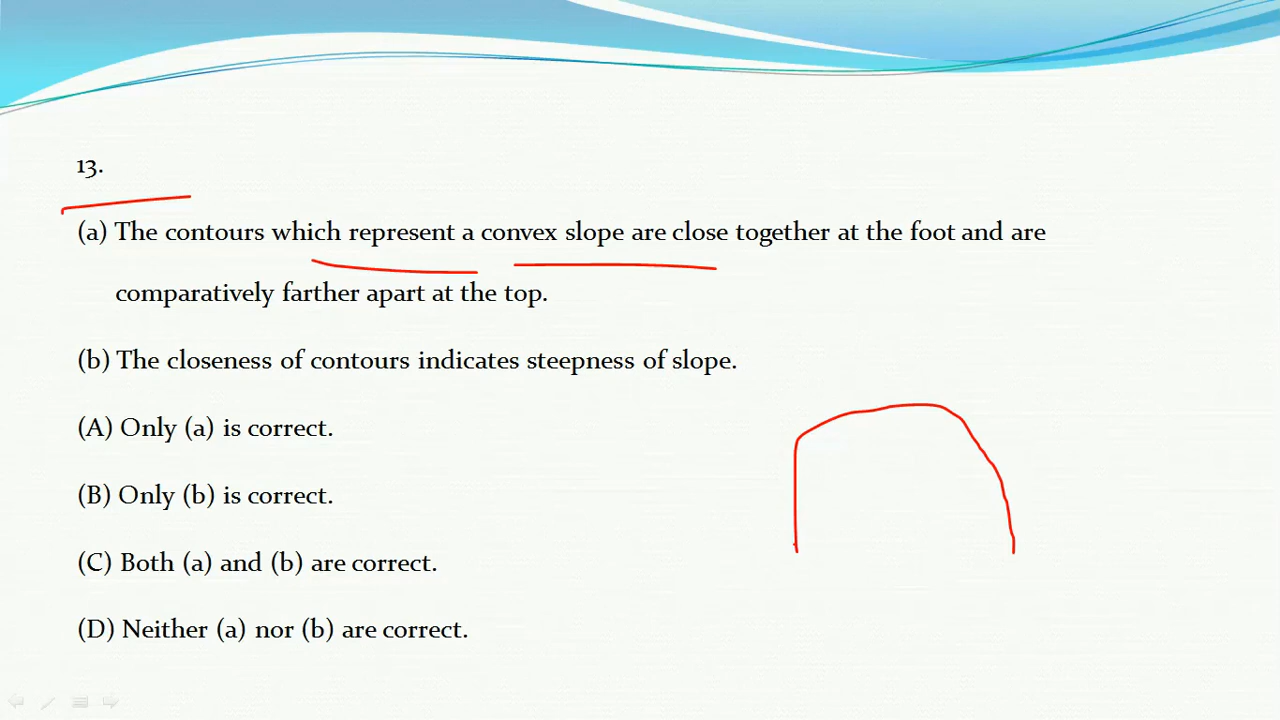 13.
(a) The contours which represent a convex slope are close together at the foot and are
comparatively farther apart at the top.
(b) The closeness of contours indicates steepness of slope.
(A) Only (a) is correct.
(B) Only (b) is correct.
(C) Both (a) and (b) are correct.
(D) Neither (a) nor (b) are correct.